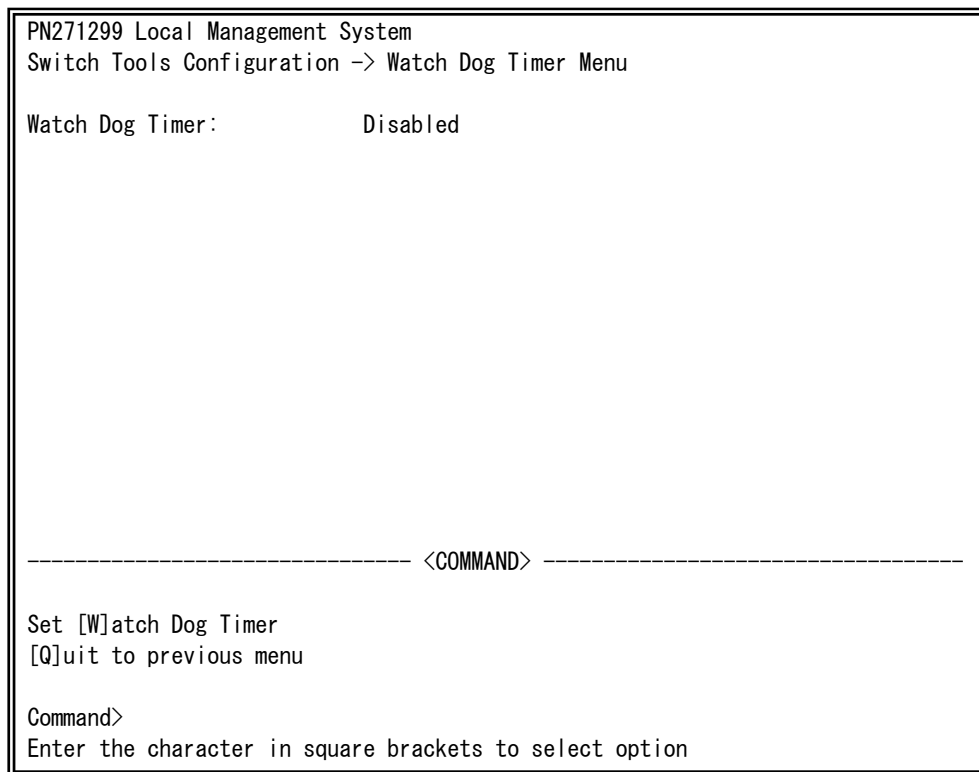 PN271299 Local Management System
Switch Tools Configuration -> Watch Dog Timer Menu
Watch Dog Timer: Disabled
-------------------------------- <COMMAND> -----------------------------------
Set [W]atch Dog Timer
[Q]uit to previous menu
Command>
Enter the character in square brackets to select option